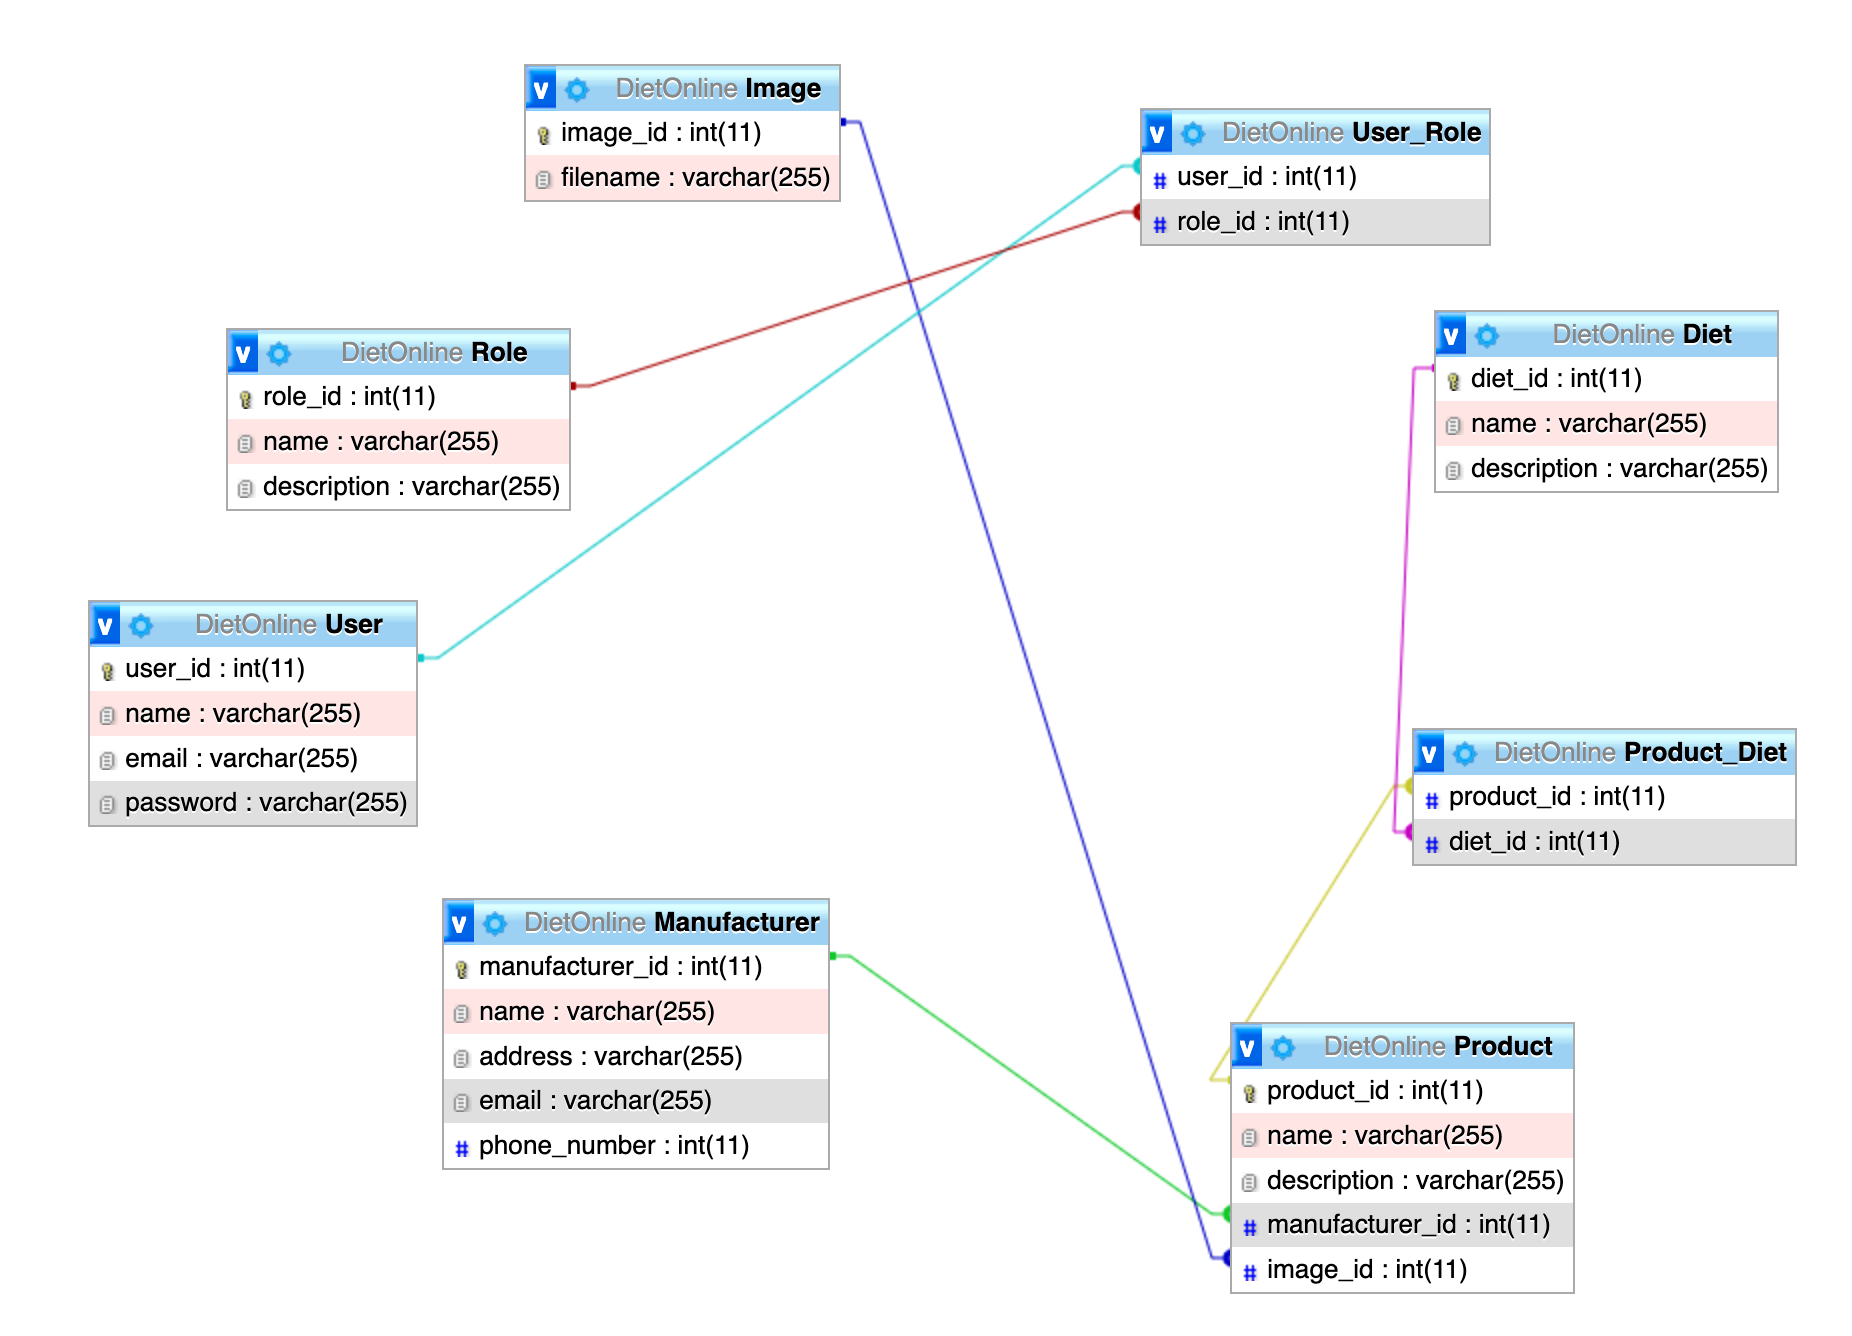 v DietOnline Image
image_id : int(11)
filename : varchar(255)
v DietOnline User_Role
# user_id : int(11)
# role_id : int(11)
v DietOnline Role
role_id : int(11)
name : varchar(255)
description : varchar(255)
v DietOnline Diet
diet_id : int(11)
name : varchar(255)
description : varchar(255)
v DietOnline User
user_id : int(11)
name : varchar(255)
email : varchar(255)
password : varchar(255)
v DietOnline Product_Diet
# product_id : int(11)
# diet_id : int(11)
v DietOnline Manufacturer
manufacturer_id : int(11)
name : varchar(255)
address : varchar(255)
email : varchar(255)
# phone_number : int(11)
v DietOnline Product
product_id : int(11)
name : varchar(255)
description : varchar(255)
# manufacturer_id : int(11)
# image_id : int(11)